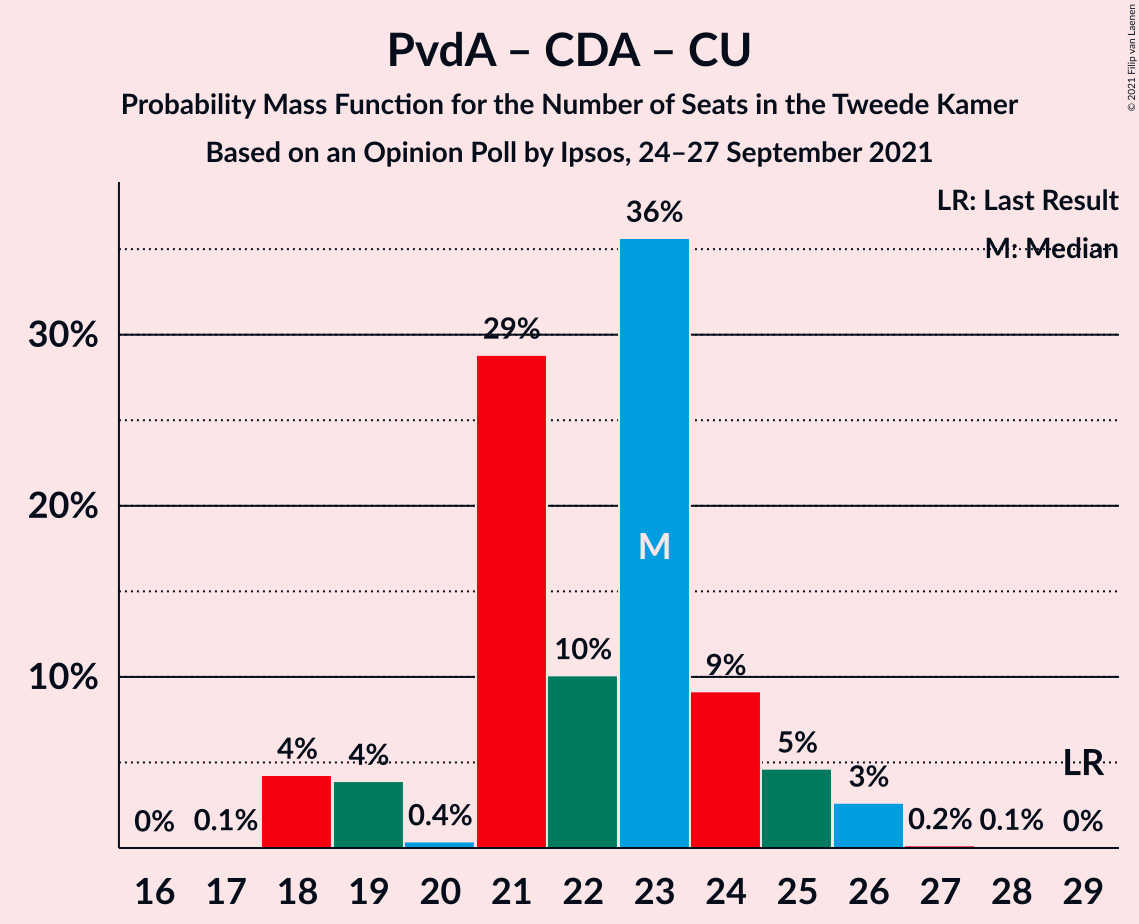 PvdA – CDA – CU
Probability Mass Function for the Number of Seats in the Tweede Kamer
Based on an Opinion Poll by Ipsos, 24–27 September 2021
© 2021 Filip van Laenen
LR: Last Result
M: Median
36%
30%
29%
20%
M
10%
10%
9%
4%
4%
5%
3%
LR
0%
0.1%
0.4%
0.2%
0.1%
0%
16 17 18 19 20 21 22 23 24 25 26 27 28 29